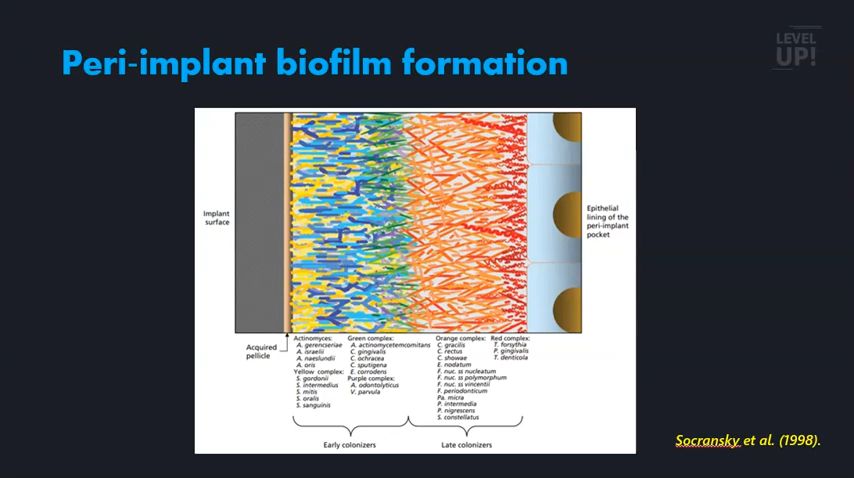 LEVEL
UP!
Peri-implant biofilm formation
Implant
surface
Epithelial
lining of the
peri-implant
pocket
Acquired
pellicle
Actinomyces:
A. gerencseriae
A. israelii
A. naeslundii
A. oris
Yellow complex:
S. gordonii
S. intermedius
S. mitis
S. oralis
S. sanguinis
Green complex:
A. actinomycetemcomitans
C. gingivalis
C. ochracea
C. sputigena
E. corrodens
Purple complex:
A. odontolyticus
V. parvula
Orange complex:
C. gracilis
C. rectus
C. showae
E. nodatum
F. nuc. ss nucleatum
F. nuc. ss polymorphum
F. nuc. ss vincentii
F. periodonticum
Pa. micra
P. intermedia
P. nigrescens
S. constellatus
Red complex:
T. forsythia
P. gingivalis
T. denticola
Early colonizers
Late colonizers
Socransky et al. (1998).